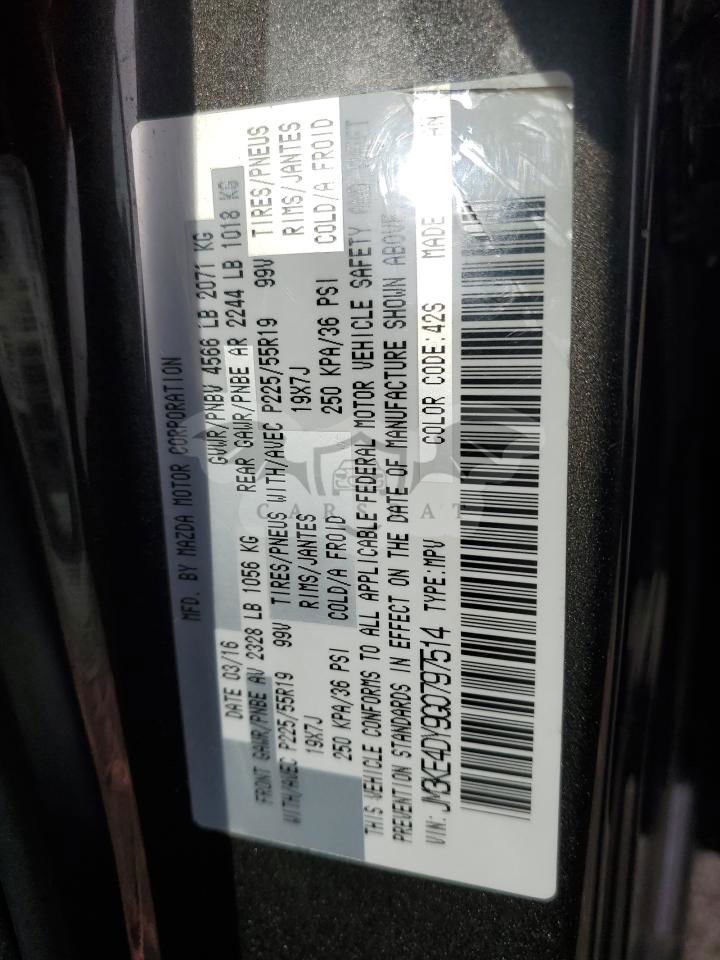 MFD. BY MAZDA MOTOR CORPORATION
DATE 03/16 GVWR/PNBV 4566 LB 2071 KG
FRONT GAWR/PNBE AV 2328 LB 1056 KG REAR GAWR/PNBE AR 2244 LB 1018 KG
WITH/AVEC P225/55R19 99V TIRES/PNEUS WITH/AVEC P225/55R19 99V TIRES/PNEUS
19X7J RIMS/JANTES 19X7J RIMS/JANTES
250 KPA/36 PSI COLD/A FROID 250 KPA/36 PSI COLD/A FROID
THIS VEHICLE CONFORMS TO ALL APPLICABLE FEDERAL MOTOR VEHICLE SAFETY AND
PREVENTION STANDARDS IN EFFECT ON THE DATE OF MANUFACTURE SHOWN ABOVE
VIN: JM3KE4DY9G0797514 TYPE:MPV COLOR CODE:42S MADE